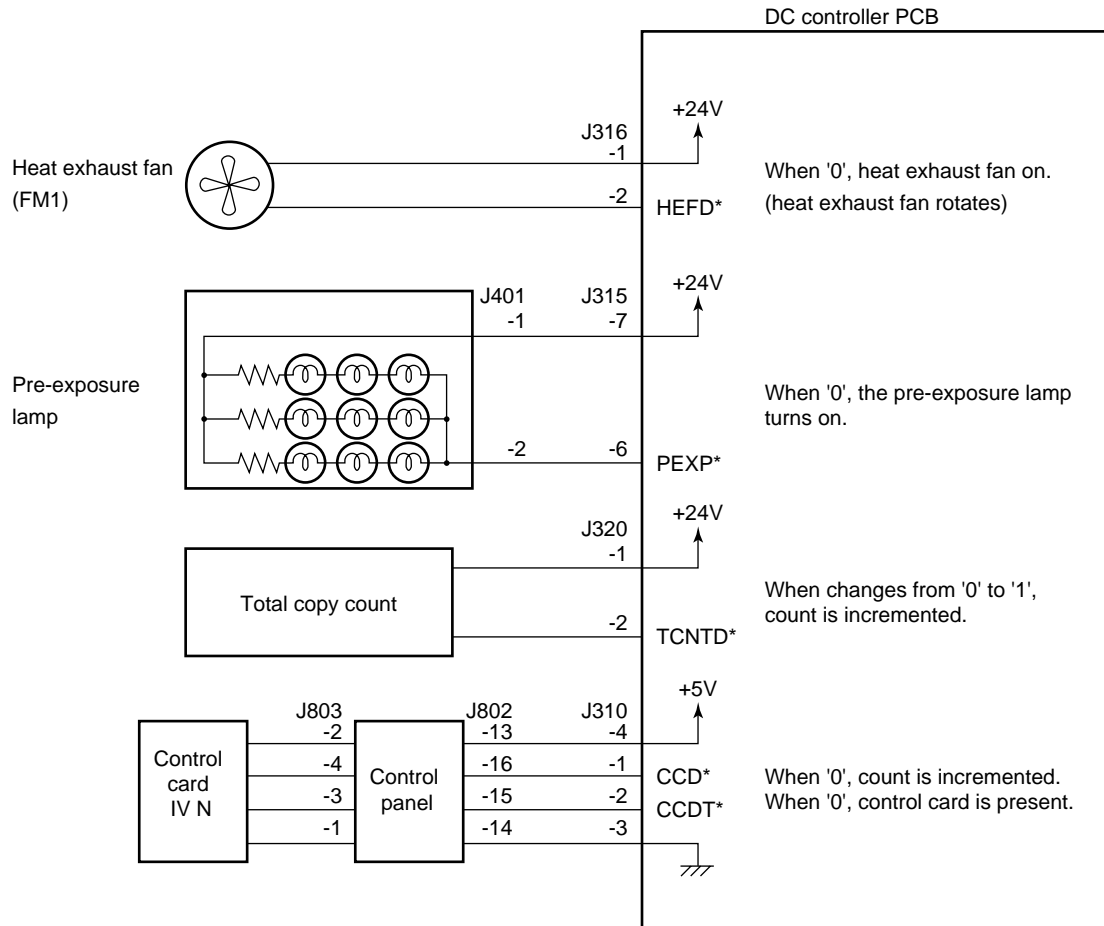 DC controller PCB
+24V
J316
-1
Heat exhaust fan
(FM1)
When '0', heat exhaust fan on.
(heat exhaust fan rotates)
-2
HEFD*
+24V
J401
J315
-1
-7
Pre-exposure
lamp
When '0', the pre-exposure lamp
turns on.
-2
-6
PEXP*
+24V
J320
-1
Total copy count
When changes from '0' to '1',
count is incremented.
-2
TCNTD*
+5V
J803
J802
J310
-2
-13
-4
Control
card
IV N
Control
panel
-4
-16
-1
CCD*
When '0', count is incremented.
-3
-15
-2
CCDT*
When '0', control card is present.
-1
-14
-3